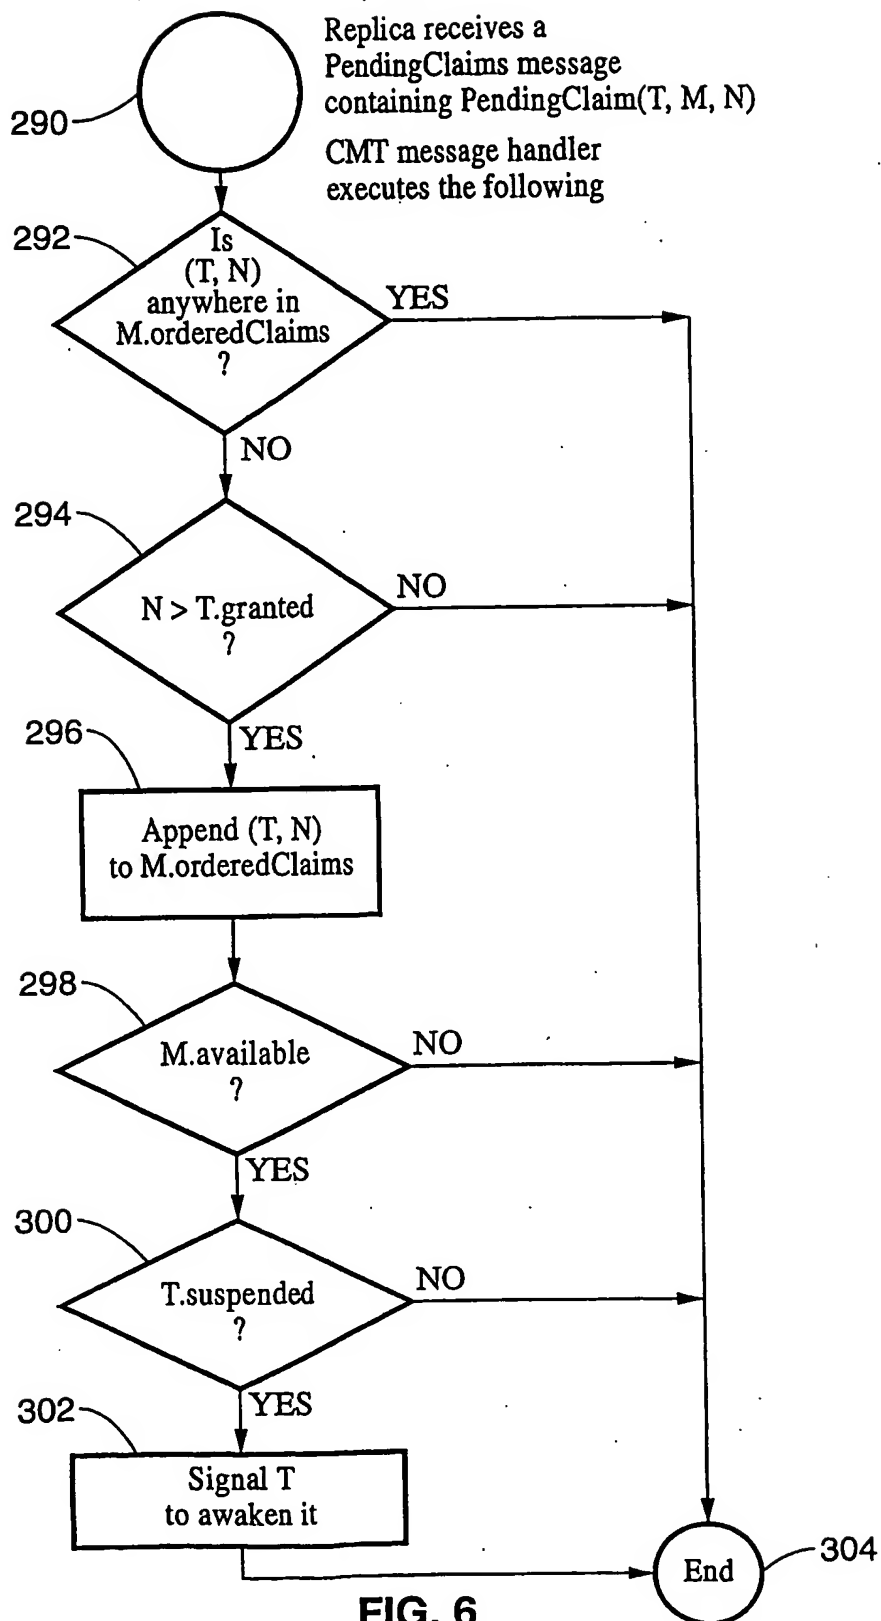 Replica receives a
PendingClaims message
containing PendingClaim(T, M, N)
290
CMT message handler
executes the following
292
Is
(T, N)
anywhere in
M.orderedClaims
?
YES
NO
294
N > T.granted
?
NO
YES
296
Append (T, N)
to M.orderedClaims
298
M.available
?
NO
YES
300
T.suspended
?
NO
YES
302
Signal T
to awaken it
End
304
FIG. 6